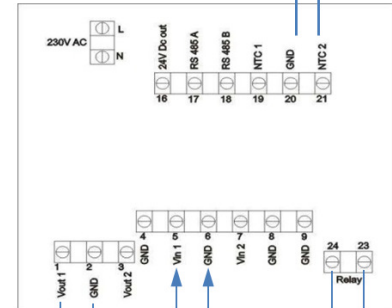 L
230V AC
N
24V Dc out
RS 485 A
RS 485 B
NTC 1
GND
NTC 2
16 17 18 19 20 21
4 5 6 7 8 9
GND
Vin 1
GND
Vin 2
GND
GND
1 2 3
Vout 1
GND
Vout 2
24 23
Relay